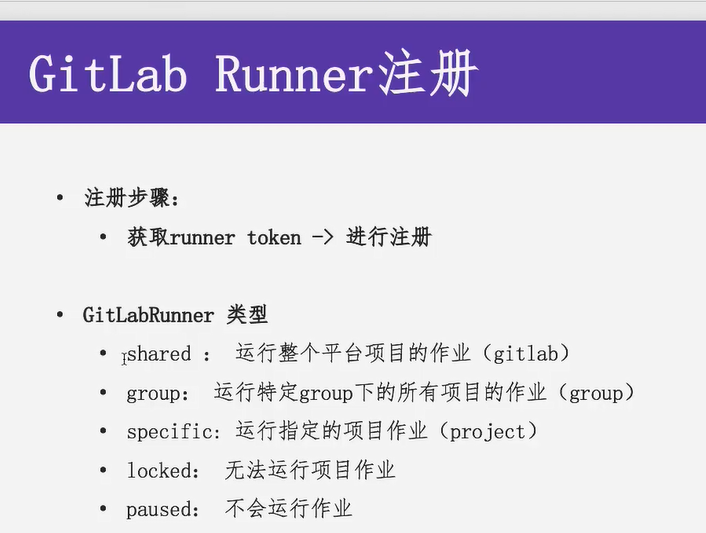 GitLab Runner注册
• 注册步骤：
• 获取runner token -> 进行注册
• GitLabRunner 类型
• shared ： 运行整个平台项目的作业（gitlab）
• group： 运行特定group下的所有项目的作业（group）
• specific: 运行指定的项目作业（project）
• locked： 无法运行项目作业
• paused： 不会运行作业